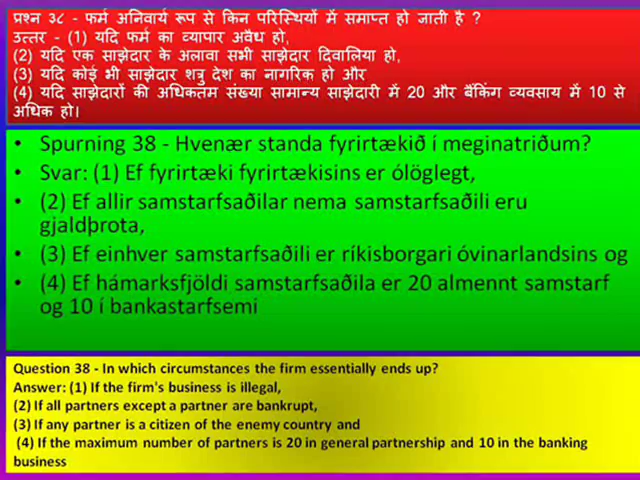 प्रश्न ३८ - फर्म अनिवार्य रूप से किन परिस्थियों में समाप्त हो जाती है ?
उत्तर - (1) यदि फर्म का व्यापार अवैध हो,
(2) यदि एक साझेदार के अलावा सभी साझेदार दिवालिया हो,
(3) यदि कोई भी साझेदार शत्रु देश का नागरिक हो और
(4) यदि साझेदारों की अधिकतम संख्या सामान्य साझेदारी में 20 और बैंकिंग व्यवसाय में 10 से
अधिक हो।
• Spurning 38 - Hvenær standa fyrirtækið í meginatriðum?
• Svar: (1) Ef fyrirtæki fyrirtækisins er ólöglegt,
• (2) Ef allir samstarfsaðilar nema samstarfsaðili eru
gjaldþrota,
• (3) Ef einhver samstarfsaðili er ríkisborgari óvinarlandsins og
• (4) Ef hámarksfjöldi samstarfsaðila er 20 almennt samstarf
og 10 í bankastarfsemi
Question 38 - In which circumstances the firm essentially ends up?
Answer: (1) If the firm's business is illegal,
(2) If all partners except a partner are bankrupt,
(3) If any partner is a citizen of the enemy country and
(4) If the maximum number of partners is 20 in general partnership and 10 in the banking
business